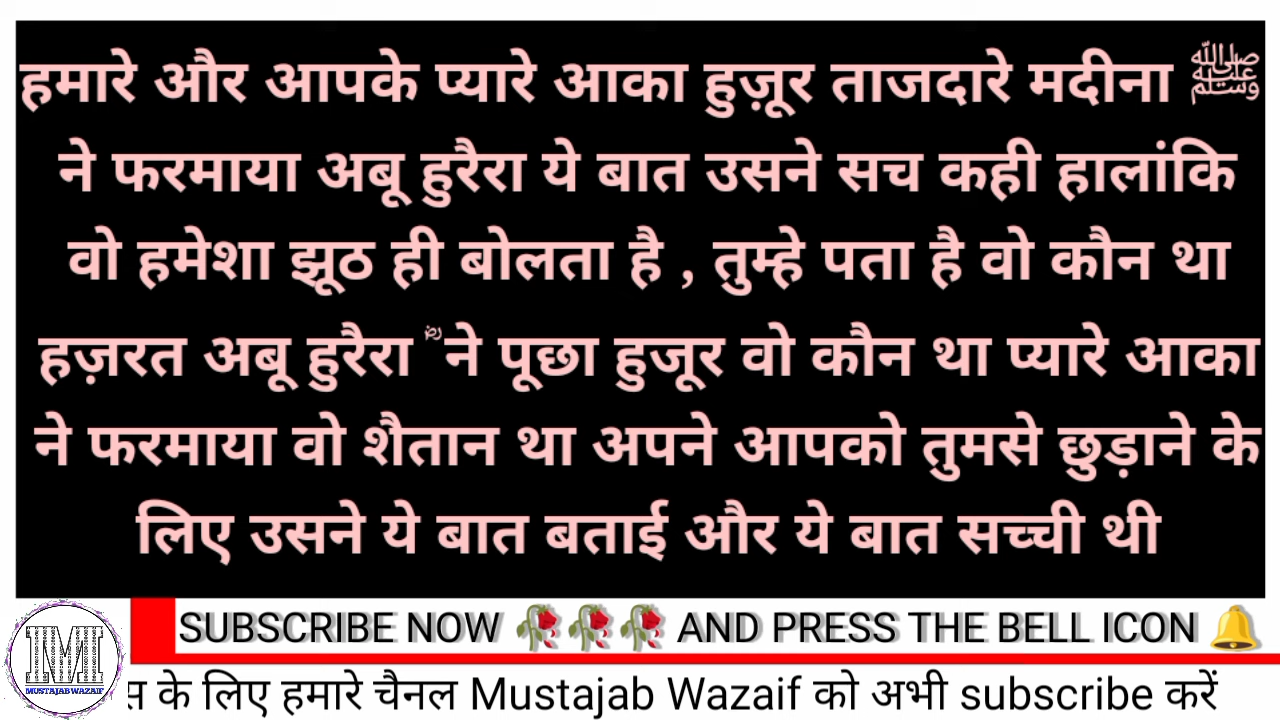 हमारे और आपके प्यारे आका हुज़ूर ताजदारे मदीना ﷺ
ने फरमाया अबू हुरैरा ये बात उसने सच कही हालांकि
वो हमेशा झूठ ही बोलता है , तुम्हे पता है वो कौन था
हज़रत अबू हुरैरा ؓ ने पूछा हुजूर वो कौन था प्यारे आका
ने फरमाया वो शैतान था अपने आपको तुमसे छुड़ाने के
लिए उसने ये बात बताई और ये बात सच्ची थी
SUBSCRIBE NOW 🥀🥀🥀 AND PRESS THE BELL ICON 🔔
MUSTAJAB WAZAIF
स के लिए हमारे चैनल Mustajab Wazaif को अभी subscribe करें